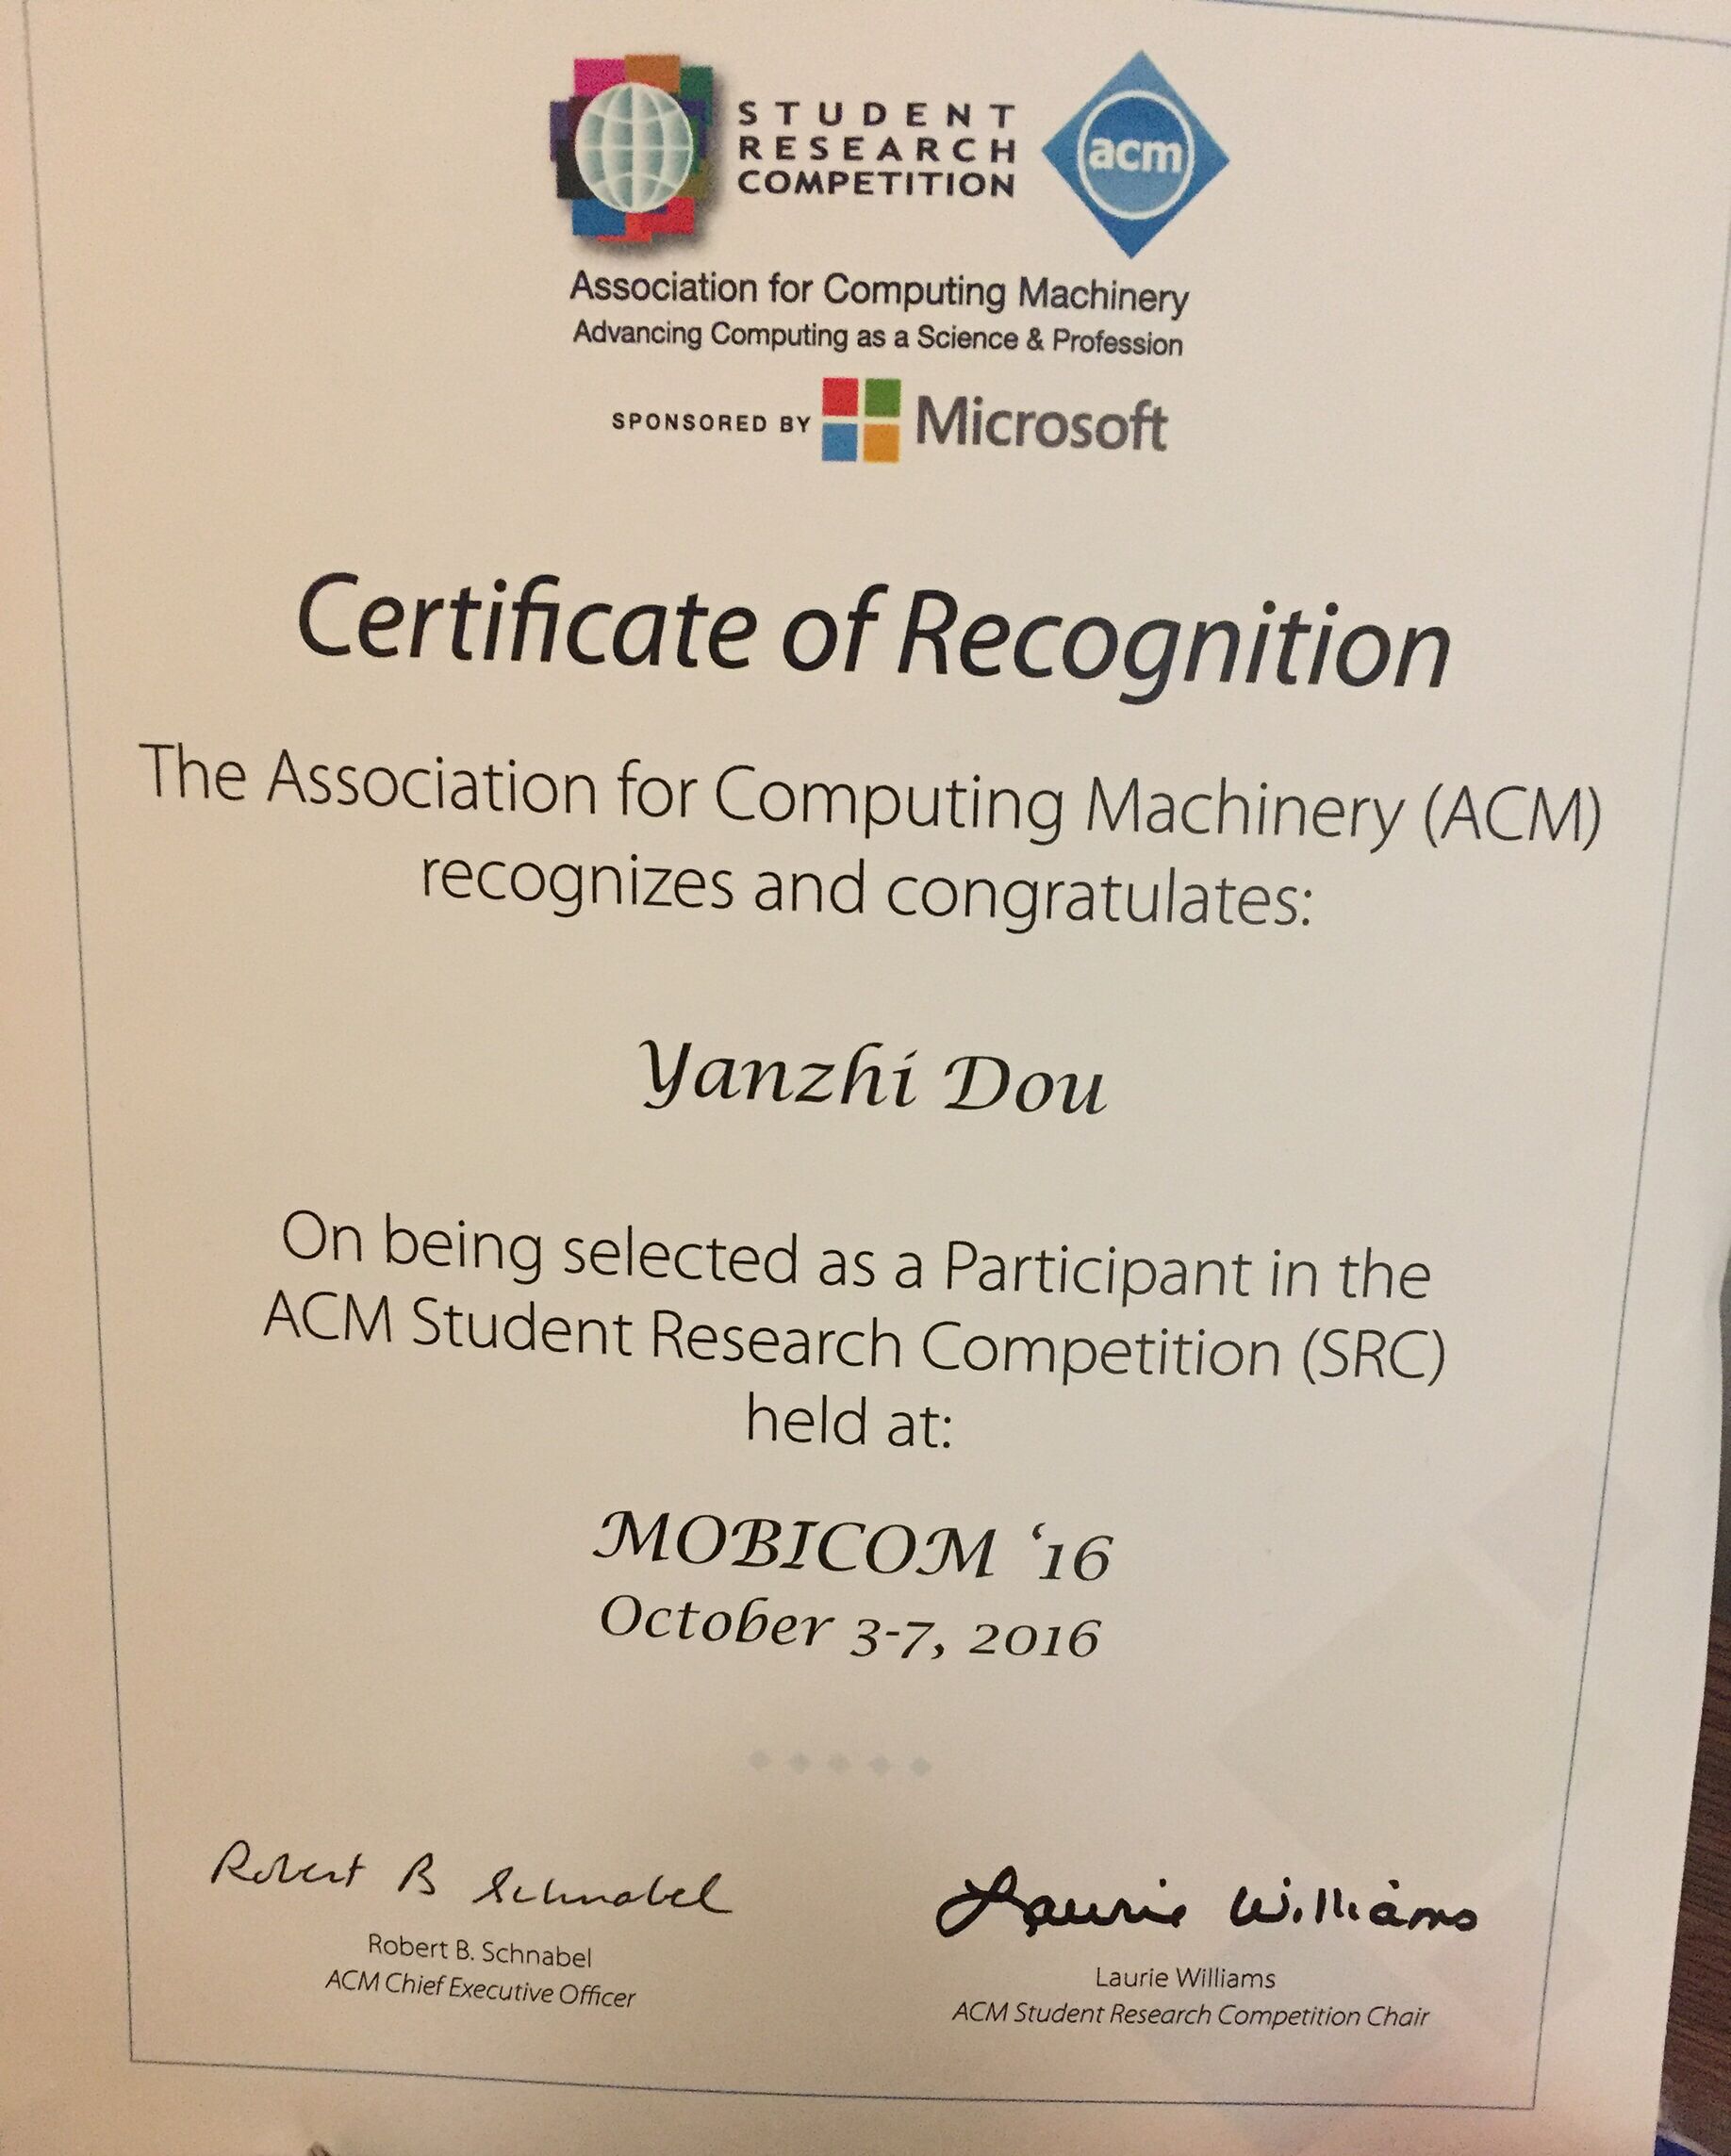 STUDENT
RESEARCH
COMPETITION
acm
Association for Computing Machinery
Advancing Computing as a Science & Profession
SPONSORED BY Microsoft
Certificate of Recognition
The Association for Computing Machinery (ACM)
recognizes and congratulates:
Yanzhi Dou
On being selected as a Participant in the
ACM Student Research Competition (SRC)
held at:
MOBICOM ‘16
October 3-7, 2016
Robert B Schnabel
Robert B. Schnabel
ACM Chief Executive Officer
Laurie Williams
Laurie Williams
ACM Student Research Competition Chair